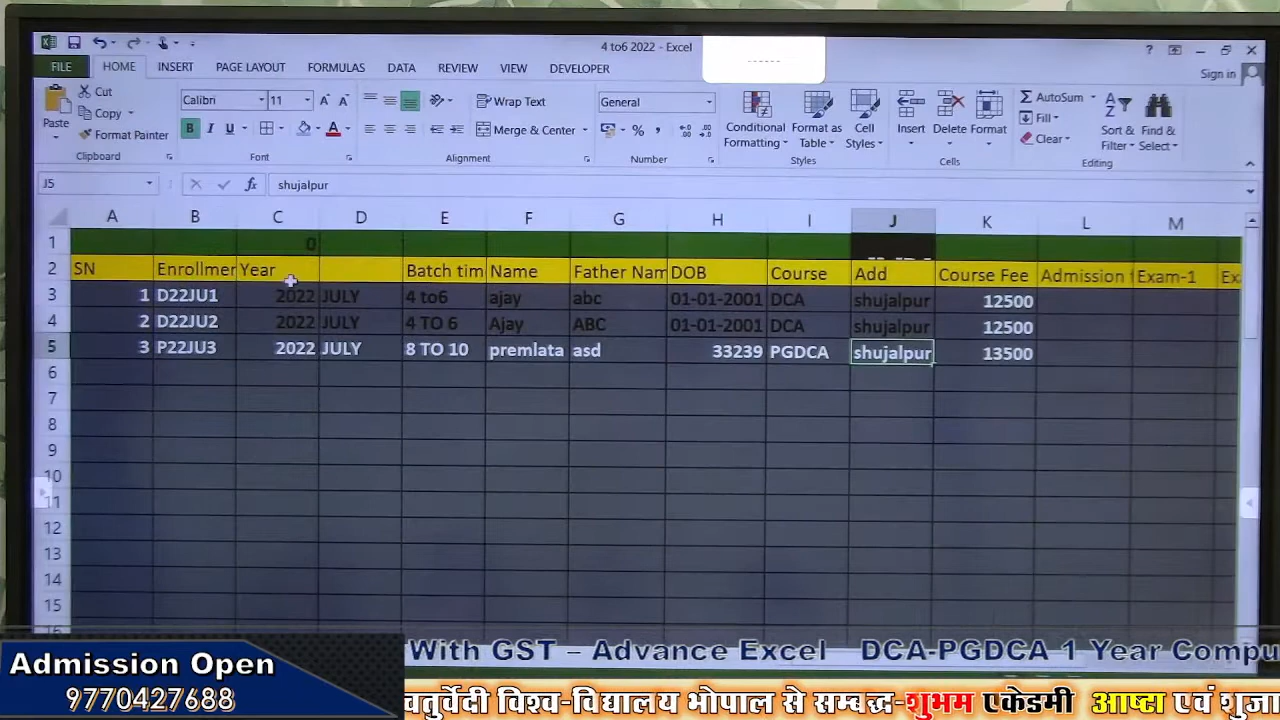 4 to6 2022 - Excel
------
? Sign in
FILE HOME INSERT PAGE LAYOUT FORMULAS DATA REVIEW VIEW DEVELOPER
Cut
Copy
Format Painter
Paste
Clipboard
Calibri 11 A A
B I U A
Font
Wrap Text
Merge & Center
Alignment
General
% ,
Number
Conditional Formatting
Format as Table
Cell Styles
Styles
Insert Delete Format
Cells
AutoSum
Fill
Clear
Sort & Filter
Find & Select
Editing
J5 fx shujalpur
A B C D E F G H I J K L M
1 0
2 SN Enrollmer Year Batch tim Name Father Nam DOB Course Add Course Fee Admission Exam-1 Ex
3 1 D22JU1 2022 JULY 4 to6 ajay abc 01-01-2001 DCA shujalpur 12500
4 2 D22JU2 2022 JULY 4 TO 6 Ajay ABC 01-01-2001 DCA shujalpur 12500
5 3 P22JU3 2022 JULY 8 TO 10 premlata asd 33239 PGDCA shujalpur 13500
6
7
8
9
10
11
12
13
14
15
Admission Open
9770427688
With GST – Advance Excel DCA-PGDCA 1 Year Compu
चतुर्वेदी विश्व-विद्यालय भोपाल से सम्बद्ध-शुभम एकेडमी आष्टा एवं शुजा